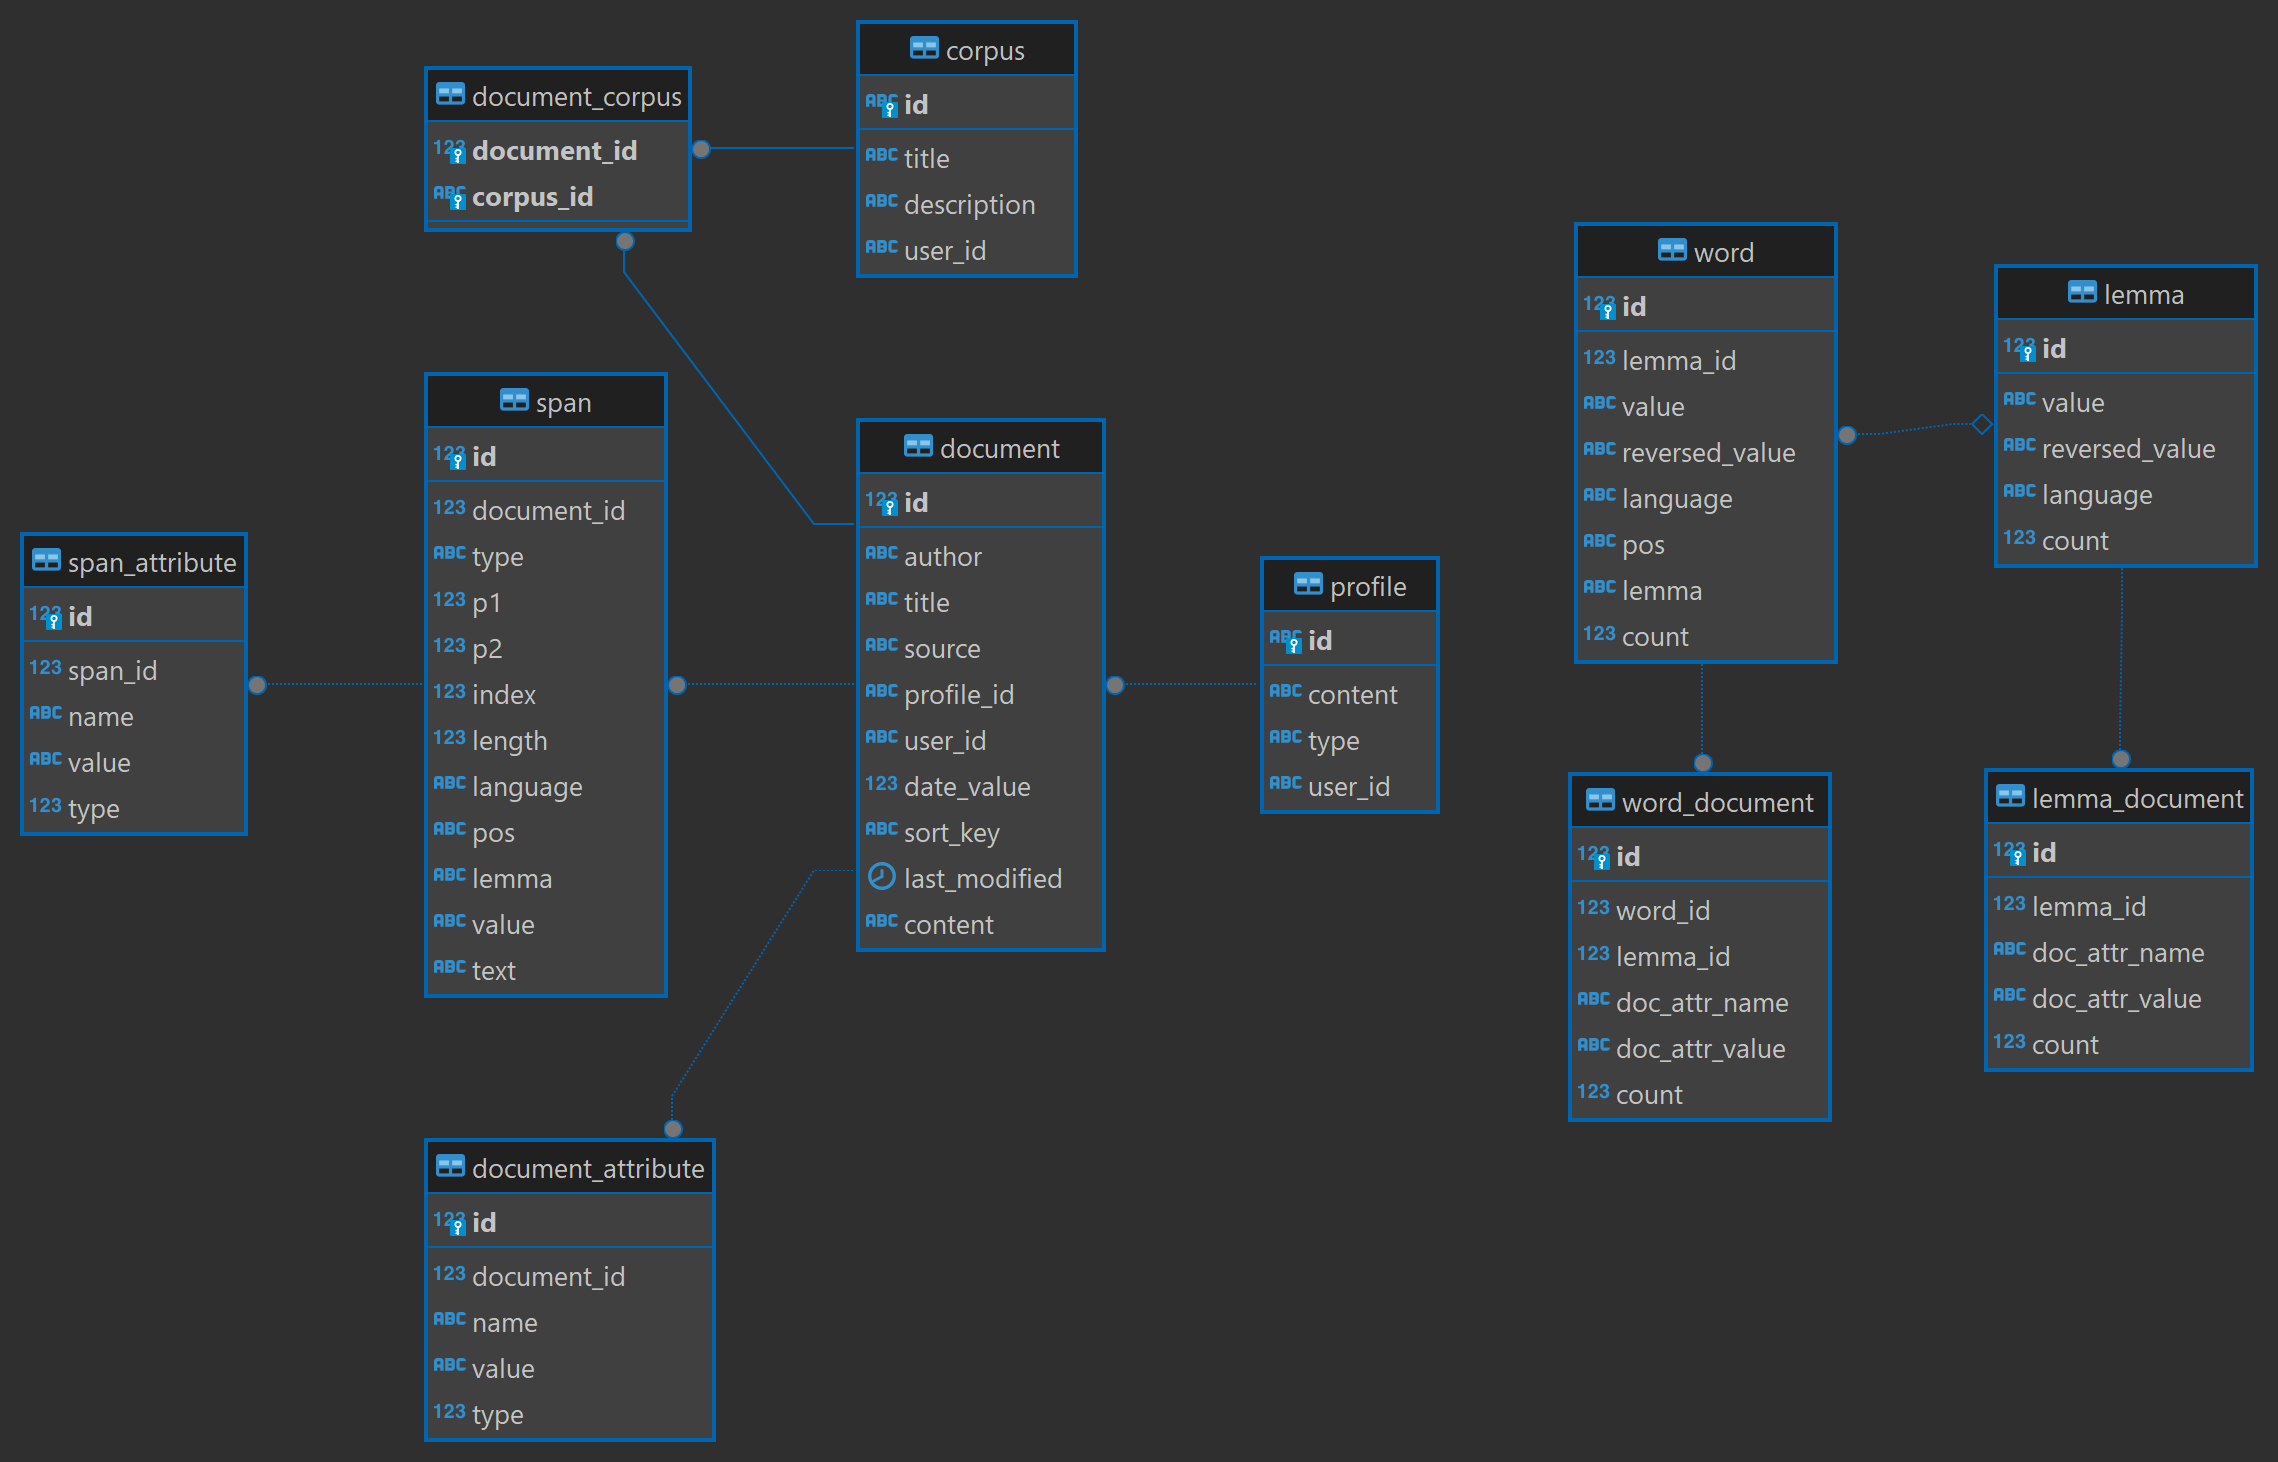 document_corpus
123 document_id
ABC corpus_id
corpus
ABC id
ABC title
ABC description
ABC user_id
span_attribute
123 id
123 span_id
ABC name
ABC value
123 type
span
123 id
123 document_id
ABC type
123 p1
123 p2
123 index
123 length
ABC language
ABC pos
ABC lemma
ABC value
ABC text
document
123 id
ABC author
ABC title
ABC source
ABC profile_id
ABC user_id
123 date_value
ABC sort_key
last_modified
ABC content
profile
ABC id
ABC content
ABC type
ABC user_id
document_attribute
123 id
123 document_id
ABC name
ABC value
123 type
word
123 id
123 lemma_id
ABC value
ABC reversed_value
ABC language
ABC pos
ABC lemma
123 count
lemma
123 id
ABC value
ABC reversed_value
ABC language
123 count
word_document
123 id
123 word_id
123 lemma_id
ABC doc_attr_name
ABC doc_attr_value
123 count
lemma_document
123 id
123 lemma_id
ABC doc_attr_name
ABC doc_attr_value
123 count